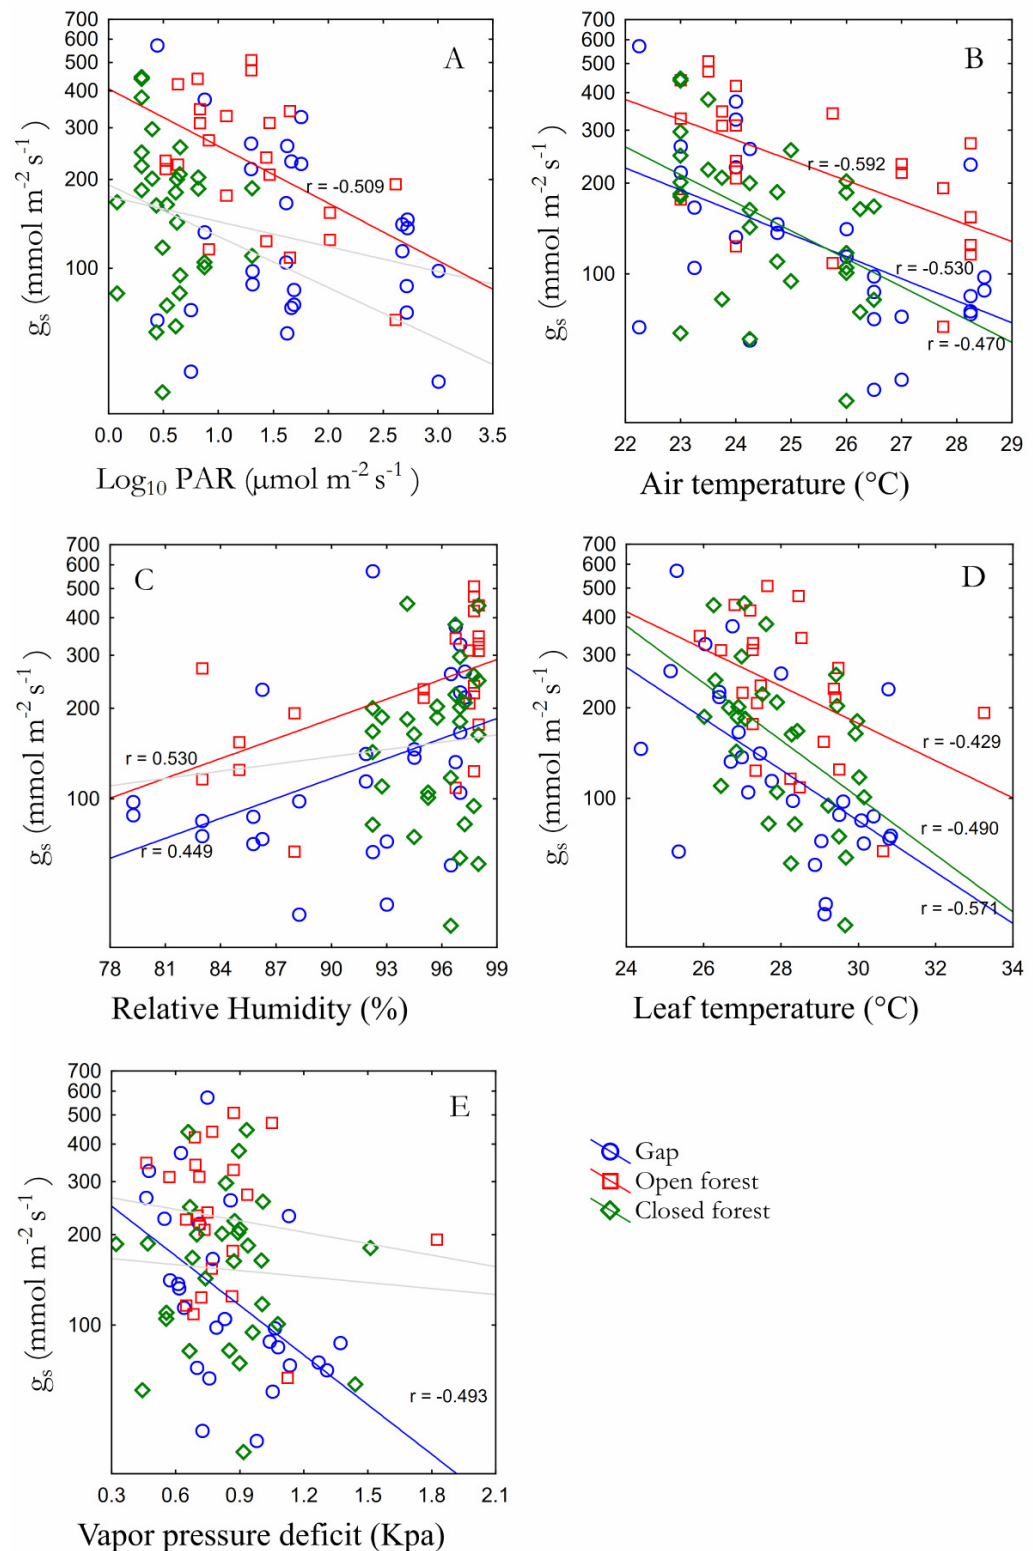 700
600
500
400
300
200
100
A
r = -0.509
0.0 0.5 1.0 1.5 2.0 2.5 3.0 3.5
gs (mmol m-2 s-1)
Log10 PAR (µmol m-2 s-1 )
700
600
500
400
300
200
100
B
r = -0.592
r = -0.530
r = -0.470
22 23 24 25 26 27 28 29
gs (mmol m-2 s-1)
Air temperature (°C)
700
600
500
400
300
200
100
C
r = 0.530
r = 0.449
78 81 84 87 90 93 96 99
gs (mmol m-2 s-1)
Relative Humidity (%)
700
600
500
400
300
200
100
D
r = -0.429
r = -0.490
r = -0.571
24 26 28 30 32 34
gs (mmol m-2 s-1)
Leaf temperature (°C)
700
600
500
400
300
200
100
E
r = -0.493
0.3 0.6 0.9 1.2 1.5 1.8 2.1
gs (mmol m-2 s-1)
Vapor pressure deficit (Kpa)
Gap
Open forest
Closed forest